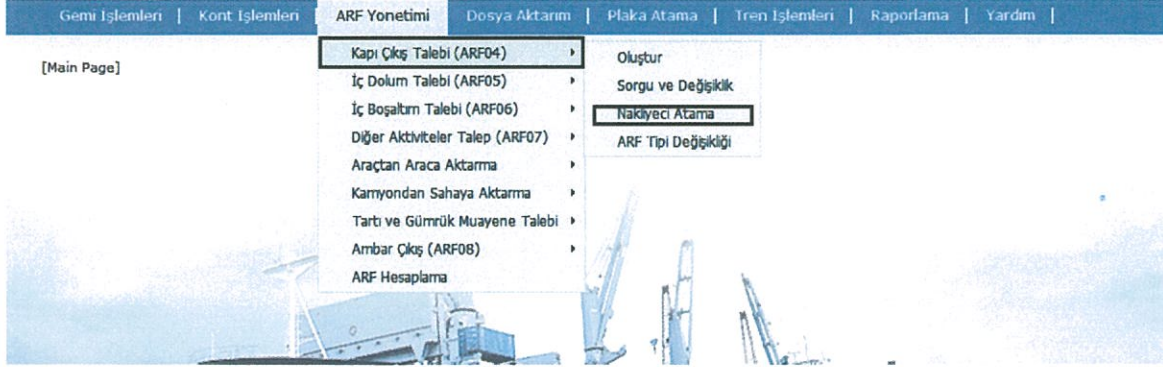 Gemi İşlemleri | Kont İşlemleri | ARF Yonetimi Dosya Aktarım | Plaka Atama | Tren İşlemleri | Raporlama | Yardım |
[Main Page]
Kapı Çıkış Talebi (ARF04)
İç Dolum Talebi (ARF05)
İç Boşaltım Talebi (ARF06)
Diğer Aktiviteler Talep (ARF07)
Araçtan Araca Aktarma
Kamyondan Sahaya Aktarma
Tartı ve Gümrük Muayene Talebi
Ambar Çıkış (ARF08)
ARF Hesaplama
Oluştur
Sorgu ve Değişiklik
Nakliyeci Atama
ARF Tipi Değişikliği